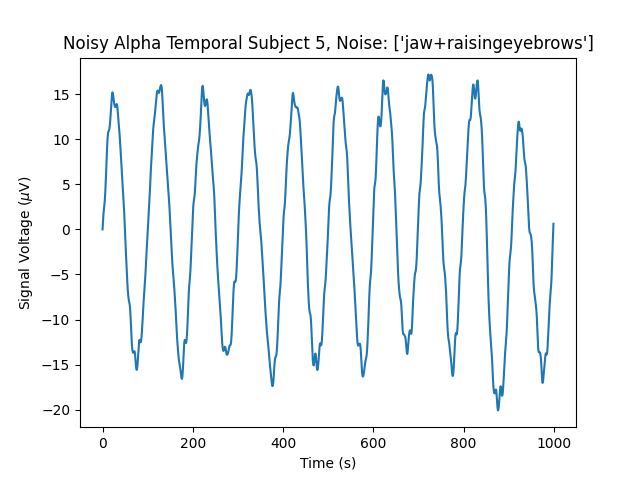 Noisy Alpha Temporal Subject 5, Noise: ['jaw+raisingeyebrows']
15
10
5
0
−5
−10
−15
−20
Signal Voltage (μV)
0 200 400 600 800 1000
Time (s)